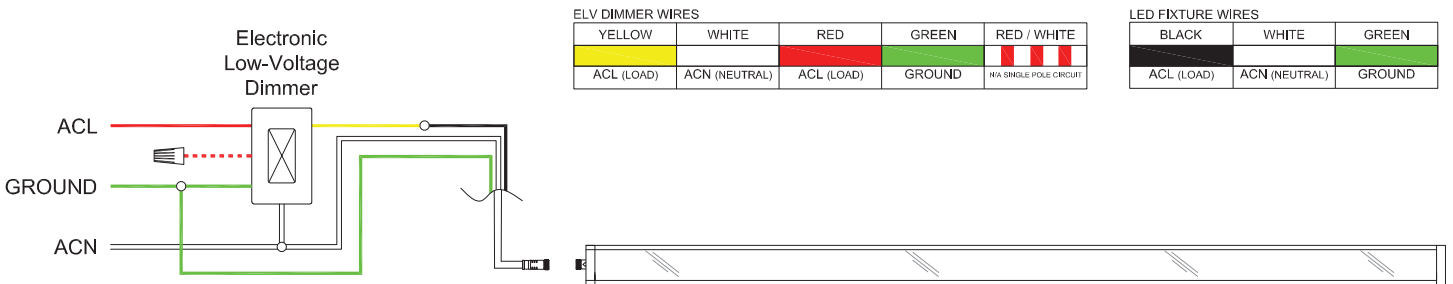 Electronic
Low-Voltage
Dimmer
ACL
GROUND
ACN
ELV DIMMER WIRES
YELLOW WHITE RED GREEN RED / WHITE
ACL (LOAD) ACN (NEUTRAL) ACL (LOAD) GROUND N/A SINGLE POLE CIRCUIT
LED FIXTURE WIRES
BLACK WHITE GREEN
ACL (LOAD) ACN (NEUTRAL) GROUND